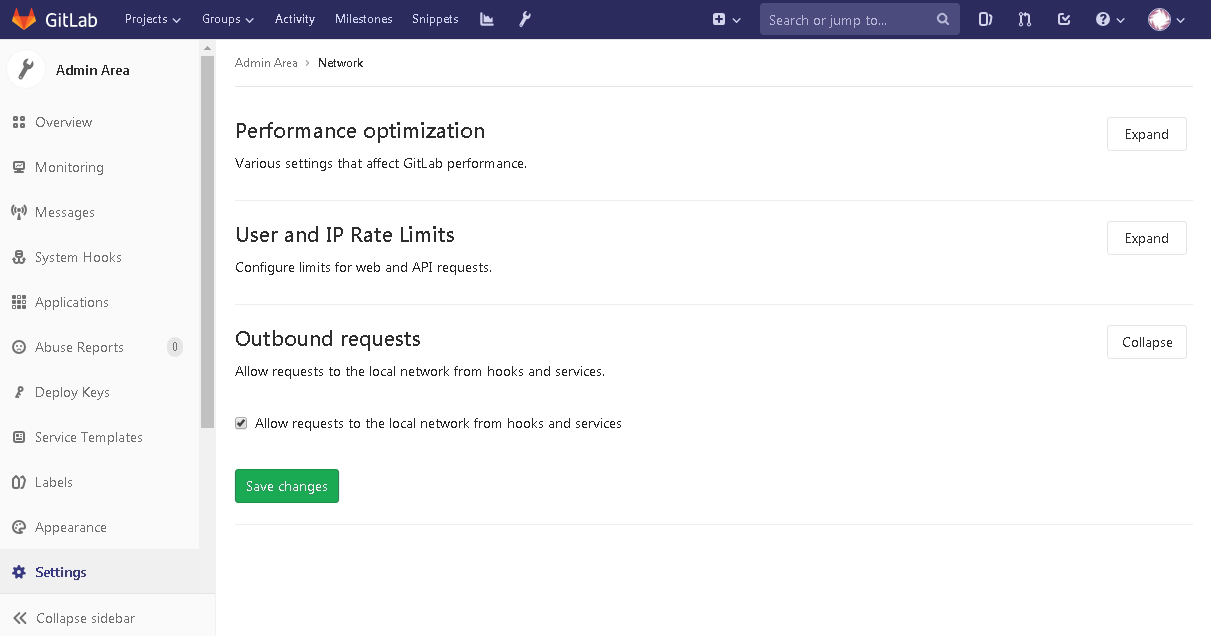 GitLab Projects Groups Activity Milestones Snippets Search or jump to...
Admin Area
Overview
Monitoring
Messages
System Hooks
Applications
Abuse Reports 0
Deploy Keys
Service Templates
Labels
Appearance
Settings
Collapse sidebar
Admin Area › Network
Performance optimization
Expand
Various settings that affect GitLab performance.
User and IP Rate Limits
Expand
Configure limits for web and API requests.
Outbound requests
Collapse
Allow requests to the local network from hooks and services.
Allow requests to the local network from hooks and services
Save changes